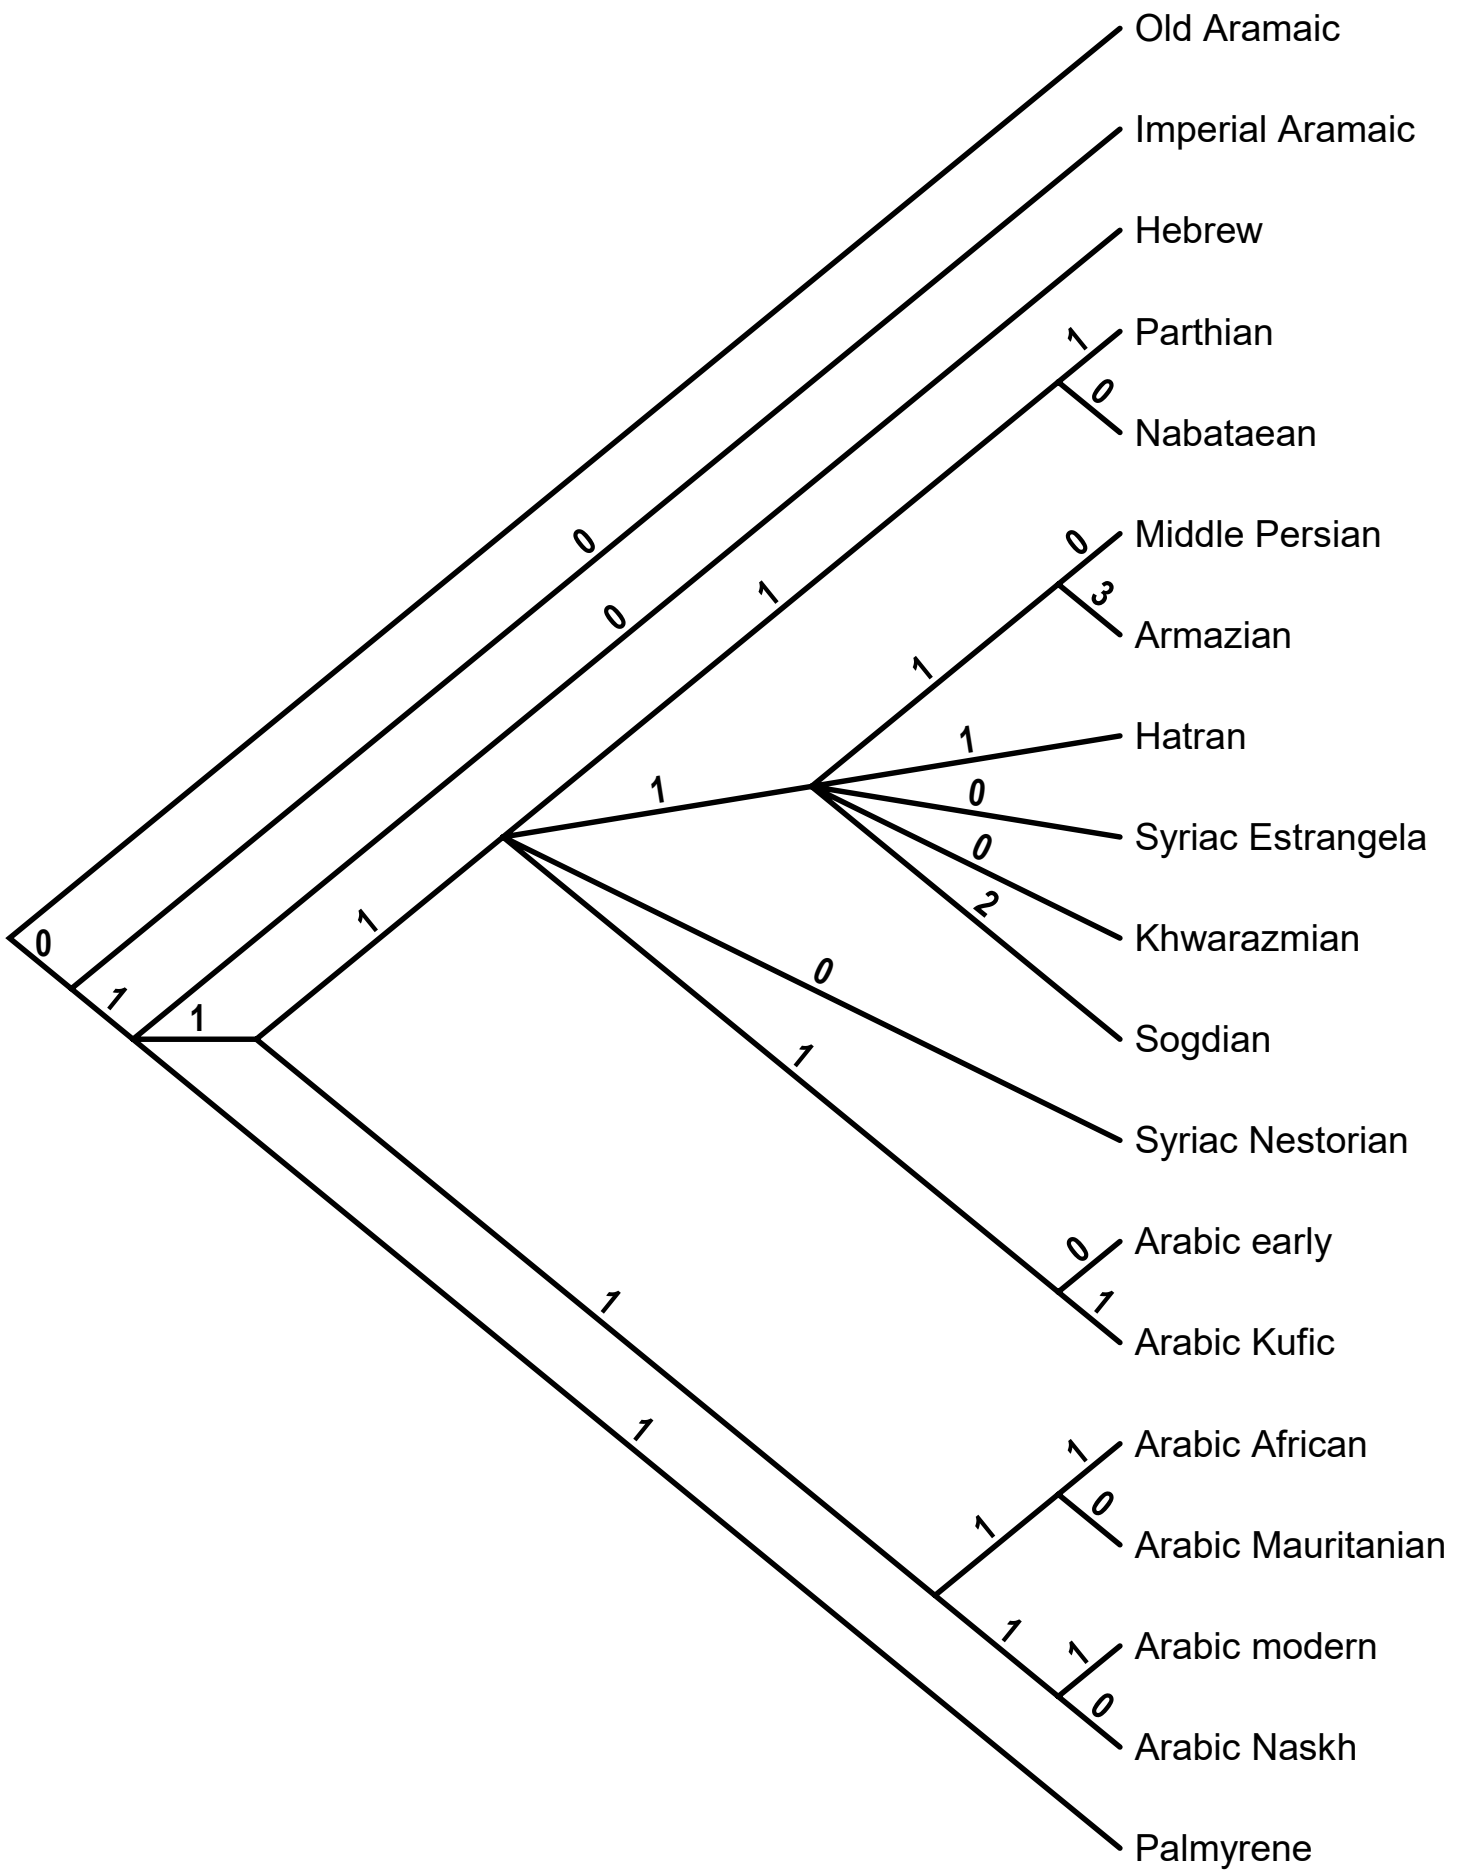 Old Aramaic
Imperial Aramaic
Hebrew
1 Parthian
0 Nabataean
0 Middle Persian
0
0
1
3 Armazian
1
1 Hatran
1
0
Syriac Estrangela
0
2
1
0
Khwarazmian
0
1
1
Sogdian
1
Syriac Nestorian
0 Arabic early
1
1 Arabic Kufic
1
1 Arabic African
1
0 Arabic Mauritanian
1
1 Arabic modern
0 Arabic Naskh
Palmyrene